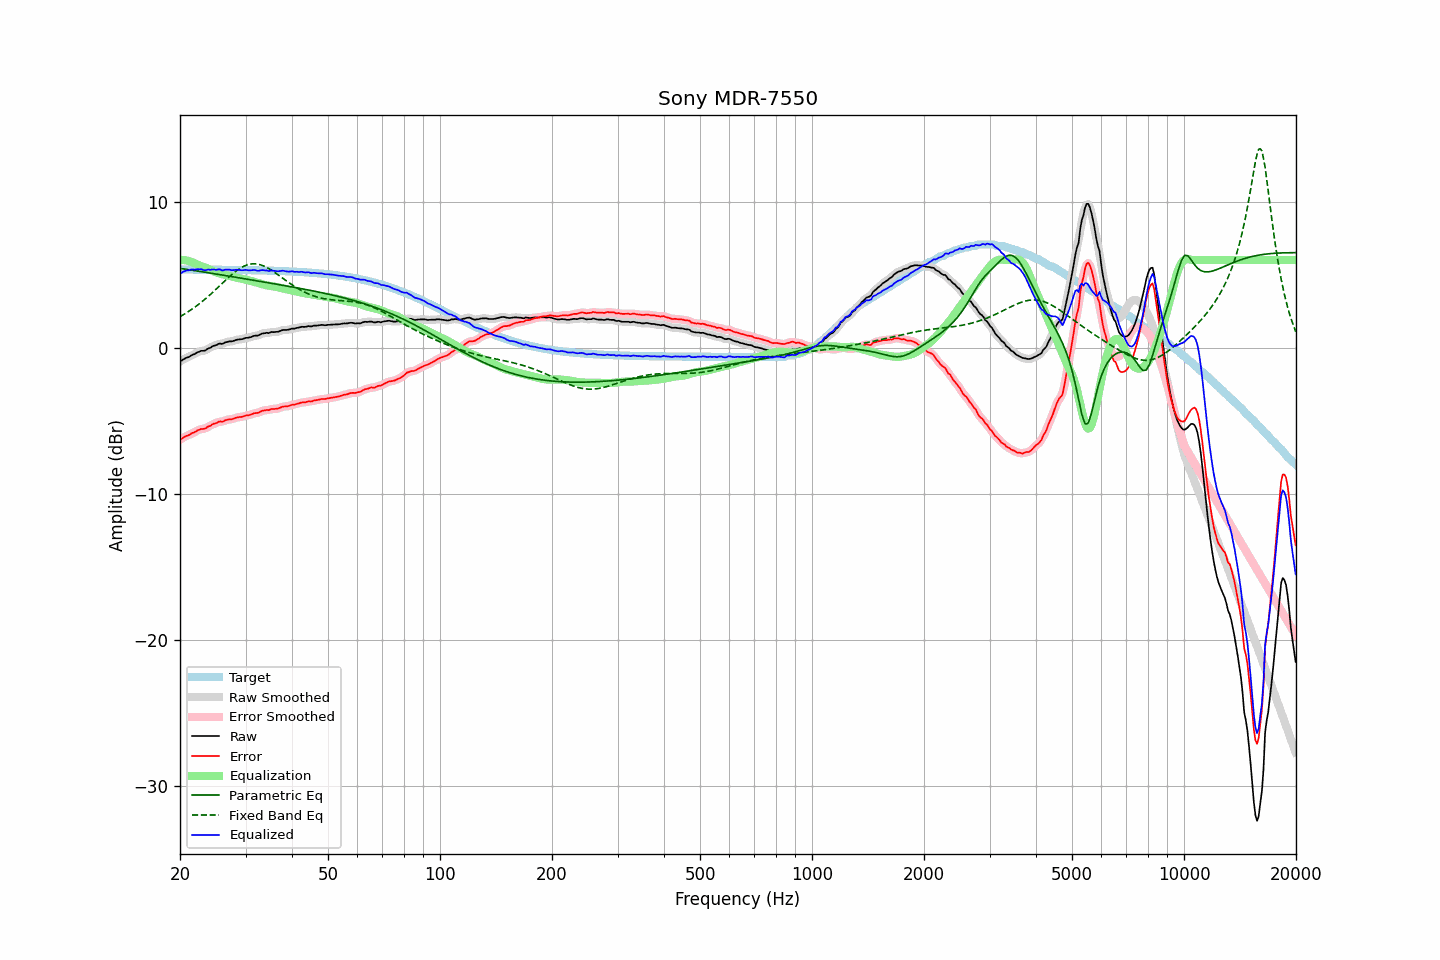 Sony MDR-7550
Amplitude (dBr)
10
0
−10
−20
−30
Target
Raw Smoothed
Error Smoothed
Raw
Error
Equalization
Parametric Eq
Fixed Band Eq
Equalized
20 50 100 200 500 1000 2000 5000 10000 20000
Frequency (Hz)